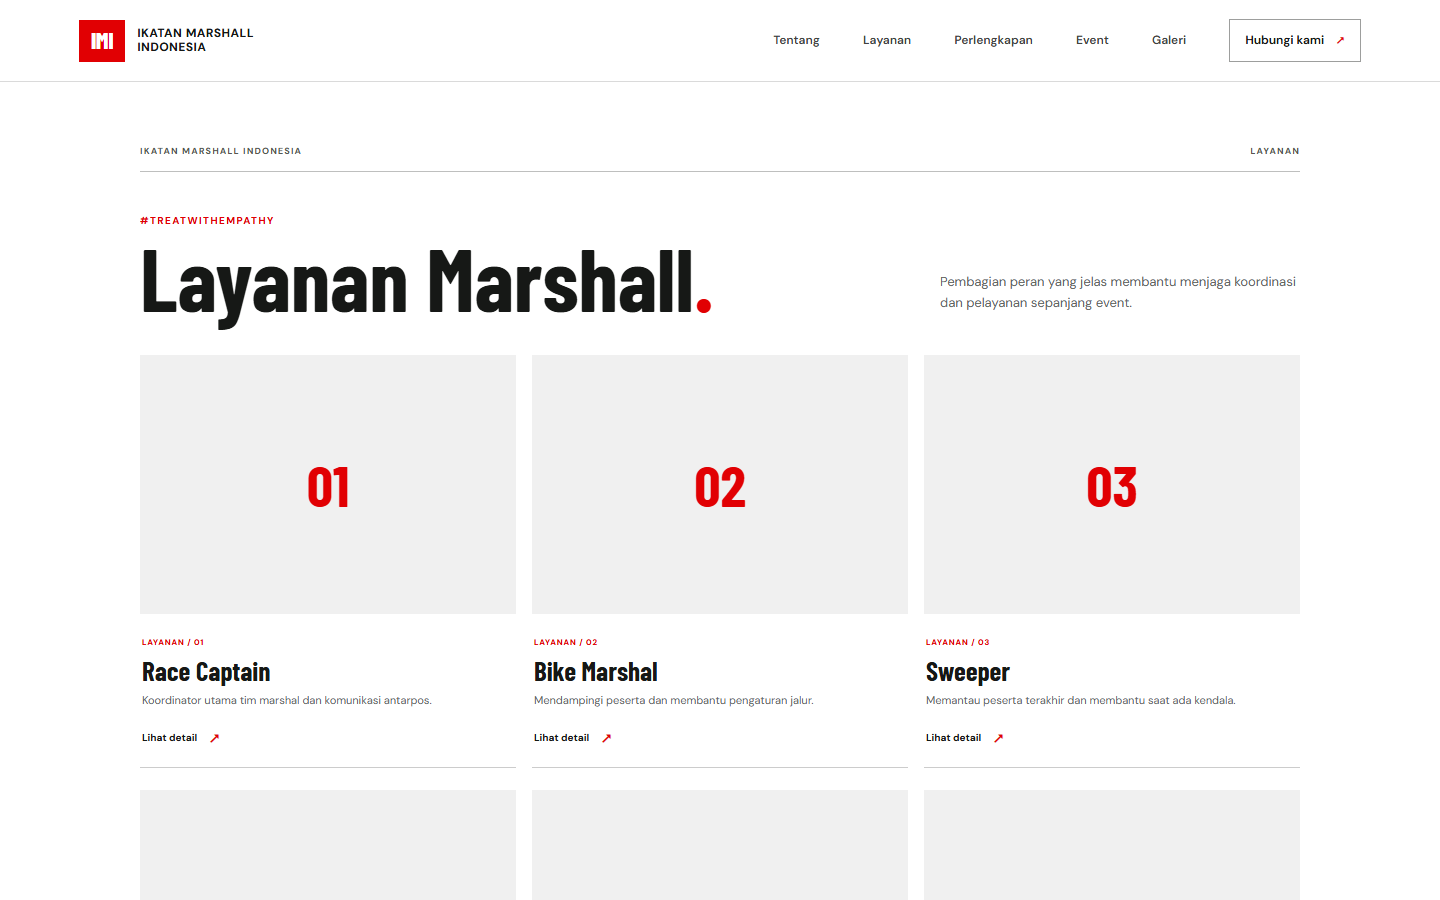 IMI
IKATAN MARSHALL
INDONESIA
Tentang
Layanan
Perlengkapan
Event
Galeri
Hubungi kami ↗
IKATAN MARSHALL INDONESIA
LAYANAN
#TREATWITHEMPATHY
Layanan Marshall.
Pembagian peran yang jelas membantu menjaga koordinasi
dan pelayanan sepanjang event.
01
02
03
LAYANAN / 01
Race Captain
Koordinator utama tim marshal dan komunikasi antarpos.
Lihat detail ↗
LAYANAN / 02
Bike Marshal
Mendampingi peserta dan membantu pengaturan jalur.
Lihat detail ↗
LAYANAN / 03
Sweeper
Memantau peserta terakhir dan membantu saat ada kendala.
Lihat detail ↗